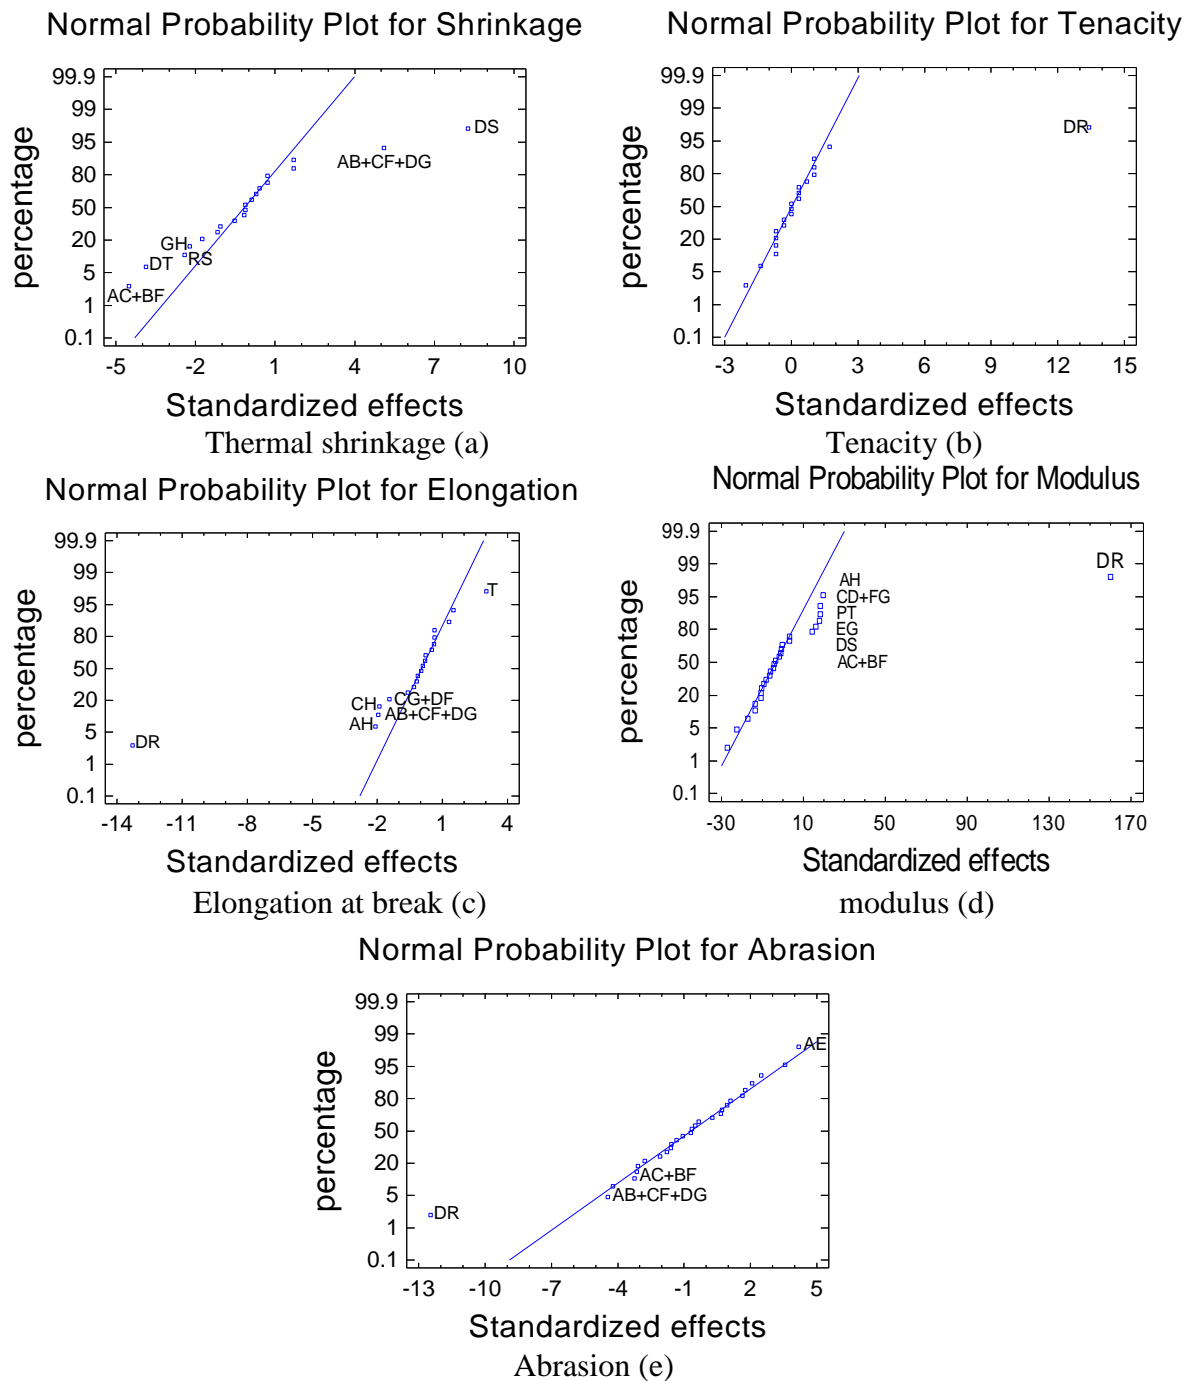 Normal Probability Plot for Shrinkage
99.9
99
95
80
50
20
5
1
0.1
percentage
DS
AB+CF+DG
GH
RS
DT
AC+BF
-5 -2 1 4 7 10
Standardized effects
Thermal shrinkage (a)
Normal Probability Plot for Tenacity
99.9
99
95
80
50
20
5
1
0.1
percentage
DR
-3 0 3 6 9 12 15
Standardized effects
Tenacity (b)
Normal Probability Plot for Elongation
99.9
99
95
80
50
20
5
1
0.1
percentage
T
CG+DF
CH
AB+CF+DG
AH
DR
-14 -11 -8 -5 -2 1 4
Standardized effects
Elongation at break (c)
Normal Probability Plot for Modulus
99.9
99
95
80
50
20
5
1
0.1
percentage
DR
AH
CD+FG
PT
EG
DS
AC+BF
-30 10 50 90 130 170
Standardized effects
modulus (d)
Normal Probability Plot for Abrasion
99.9
99
95
80
50
20
5
1
0.1
percentage
AE
AC+BF
AB+CF+DG
DR
-13 -10 -7 -4 -1 2 5
Standardized effects
Abrasion (e)